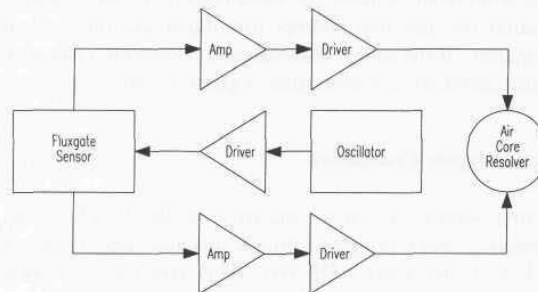 Amp
Driver
Fluxgate
Sensor
Driver
Oscillator
Air
Core
Resolver
Amp
Driver